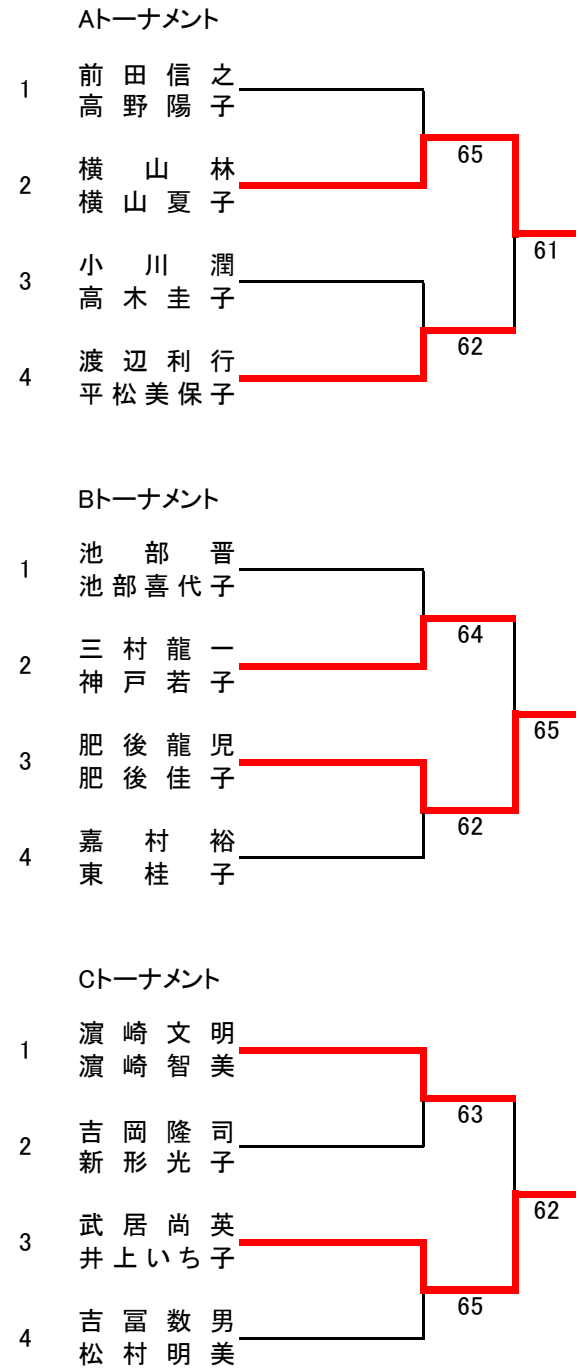 Aトーナメント
1
前田信之
高野陽子
65
2
横山林
横山夏子
61
3
小川潤
高木圭子
62
4
渡辺利行
平松美保子
Bトーナメント
1
池部晋
池部喜代子
64
2
三村龍一
神戸若子
65
3
肥後龍児
肥後佳子
62
4
嘉村裕
東桂子
Cトーナメント
1
濵崎文明
濵崎智美
63
2
吉岡隆司
新形光子
62
3
武居尚英
井上いち子
65
4
吉冨数男
松村明美